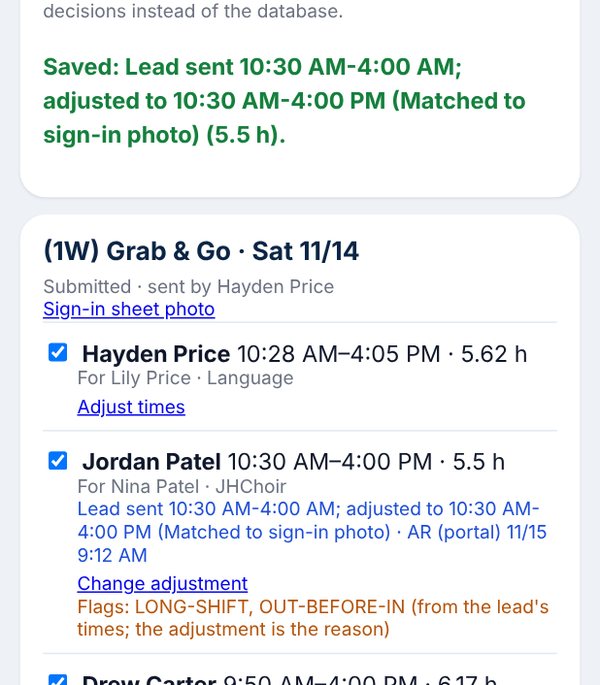 decisions instead of the database.
Saved: Lead sent 10:30 AM-4:00 AM;
adjusted to 10:30 AM-4:00 PM (Matched to
sign-in photo) (5.5 h).
(1W) Grab & Go · Sat 11/14
Submitted · sent by Hayden Price
Sign-in sheet photo
Hayden Price 10:28 AM–4:05 PM · 5.62 h
For Lily Price · Language
Adjust times
Jordan Patel 10:30 AM–4:00 PM · 5.5 h
For Nina Patel · JHChoir
Lead sent 10:30 AM-4:00 AM; adjusted to 10:30 AM-
4:00 PM (Matched to sign-in photo) · AR (portal) 11/15
9:12 AM
Change adjustment
Flags: LONG-SHIFT, OUT-BEFORE-IN (from the lead's
times; the adjustment is the reason)
Drew Carter 9:50 AM–4:00 PM · 6.17 h